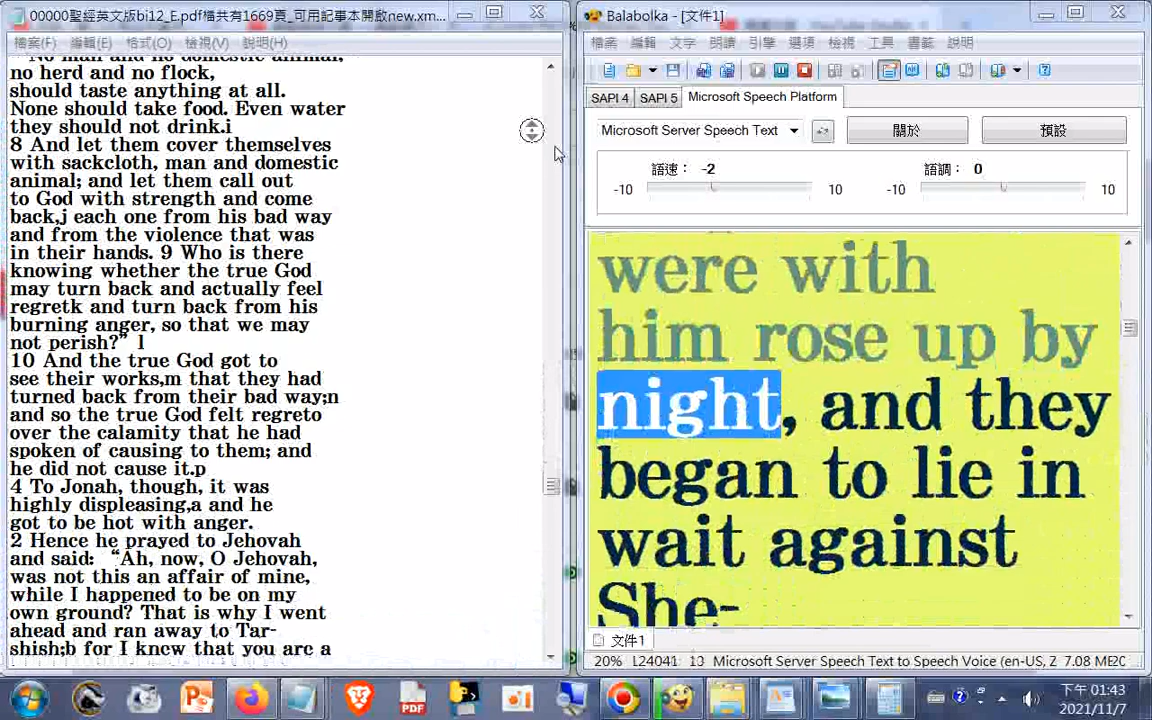 00000聖經英文版bi12_E.pdf檔共有1669頁_可用記事本開啟new.xm...
檔案(F) 編輯(E) 格式(O) 檢視(V) 說明(H)
"No man and no domestic animal,
no herd and no flock,
should taste anything at all.
None should take food. Even water
they should not drink.i
8 And let them cover themselves
with sackcloth, man and domestic
animal; and let them call out
to God with strength and come
back,j each one from his bad way
and from the violence that was
in their hands. 9 Who is there
knowing whether the true God
may turn back and actually feel
regretk and turn back from his
burning anger, so that we may
not perish?” l
10 And the true God got to
see their works,m that they had
turned back from their bad way;n
and so the true God felt regreto
over the calamity that he had
spoken of causing to them; and
he did not cause it.p
4 To Jonah, though, it was
highly displeasing,a and he
got to be hot with anger.
2 Hence he prayed to Jehovah
and said: “Ah, now, O Jehovah,
was not this an affair of mine,
while I happened to be on my
own ground? That is why I went
ahead and ran away to Tar-
shish;b for I knew that you are a
Balabolka - [文件1]
檔案 編輯 文字 朗讀 引擎 選項 檢視 工具 書籤 說明
SAPI 4 SAPI 5 Microsoft Speech Platform
Microsoft Server Speech Text 關於 預設
語速： -2 語調： 0
-10 10 -10 10
were with
him rose up by
night, and they
began to lie in
wait against
She-
文件1
20% L24041 13 Microsoft Server Speech Text to Speech Voice (en-US, Z 7.08 ME
PDF
下午 01:43
2021/11/7